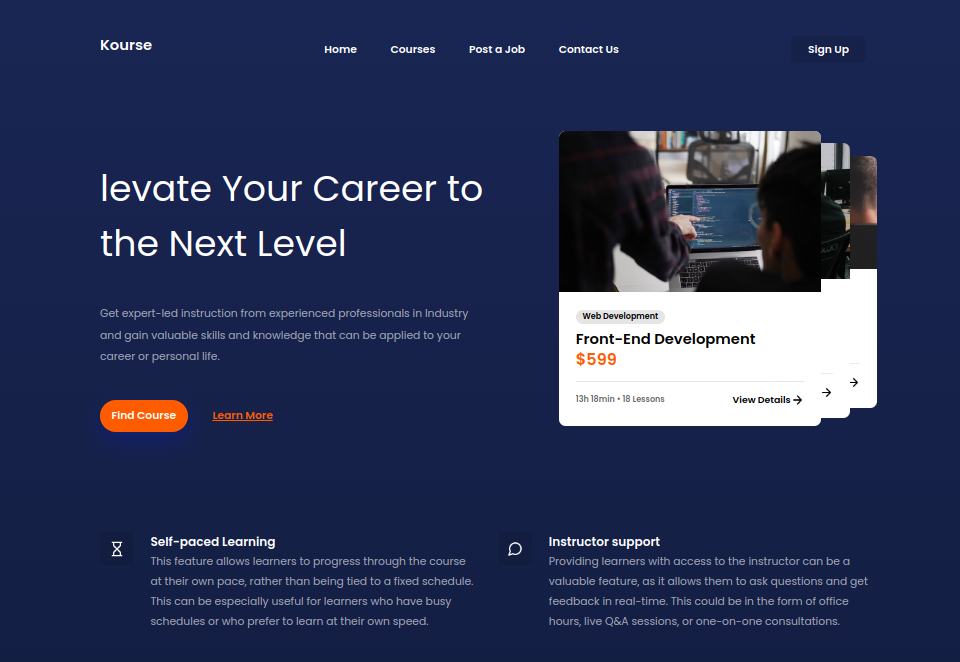 Kourse
Home
Courses
Post a Job
Contact Us
Sign Up
levate Your Career to
the Next Level
Get expert-led instruction from experienced professionals in Industry
and gain valuable skills and knowledge that can be applied to your
career or personal life.
Find Course
Learn More
Web Development
Front-End Development
$599
13h 18min • 18 Lessons
View Details
Self-paced Learning
This feature allows learners to progress through the course
at their own pace, rather than being tied to a fixed schedule.
This can be especially useful for learners who have busy
schedules or who prefer to learn at their own speed.
Instructor support
Providing learners with access to the instructor can be a
valuable feature, as it allows them to ask questions and get
feedback in real-time. This could be in the form of office
hours, live Q&A sessions, or one-on-one consultations.